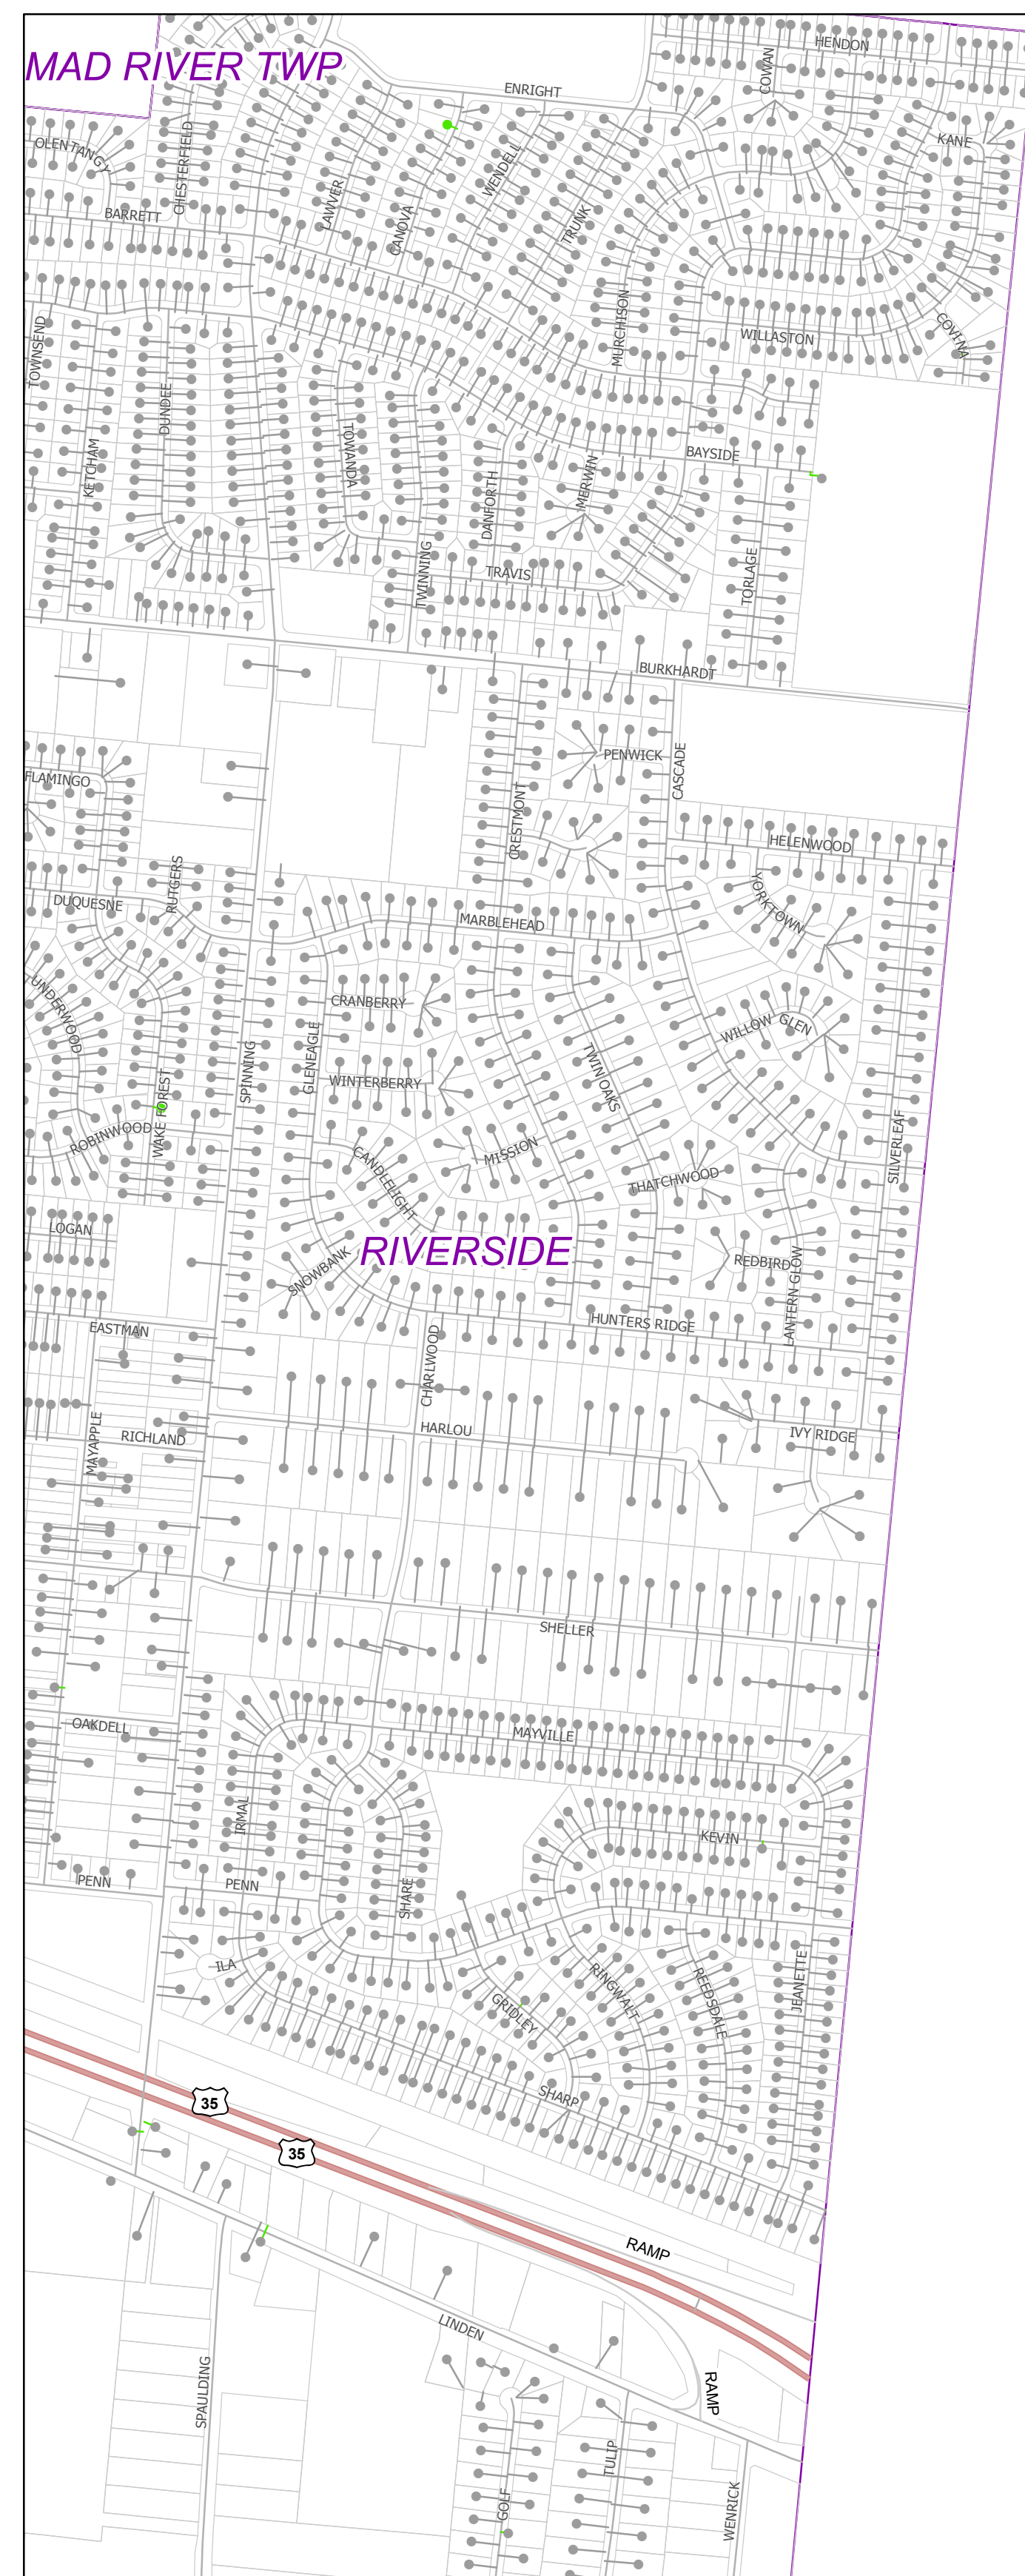 HENDON
MAD RIVER TWP
COWAN
ENRIGHT
KANE
OLENTANGY
CHESTERFIELD
WENDELL
LAWVER
BARRETT
CANOVA
TRUNK
MURCHISON
COVINA
WILLASTON
TOWNSEND
DUNDEE
TOWANDA
BAYSIDE
KETCHAM
MERWIN
DANFORTH
TWINNING
TRAVIS
TORLAGE
BURKHARDT
PENWICK
CASCADE
FLAMINGO
CRESTMONT
HELENWOOD
RUTGERS
YORKTOWN
DUQUESNE
MARBLEHEAD
UNDERWOOD
CRANBERRY
WILLOW GLEN
GLENEAGLE
SPINNING
TWIN OAKS
WINTERBERRY
WAKE FOREST
ROBINWOOD
SILVERLEAF
MISSION
CANDLELIGHT
THATCHWOOD
LOGAN
RIVERSIDE
REDBIRD
SNOWBANK
LANTERN GLOW
HUNTERS RIDGE
EASTMAN
CHARLWOOD
HARLOU
IVY RIDGE
RICHLAND
MAYAPPLE
SHELLER
OAKDELL
MAYVILLE
IRMAL
KEVIN
PENN
PENN
SHARE
ILA
RINGWALT
REEDSDALE
JEANETTE
GRIDLEY
SHARP
35
35
RAMP
LINDEN
SPAULDING
RAMP
TULIP
GOLF
WENRICK